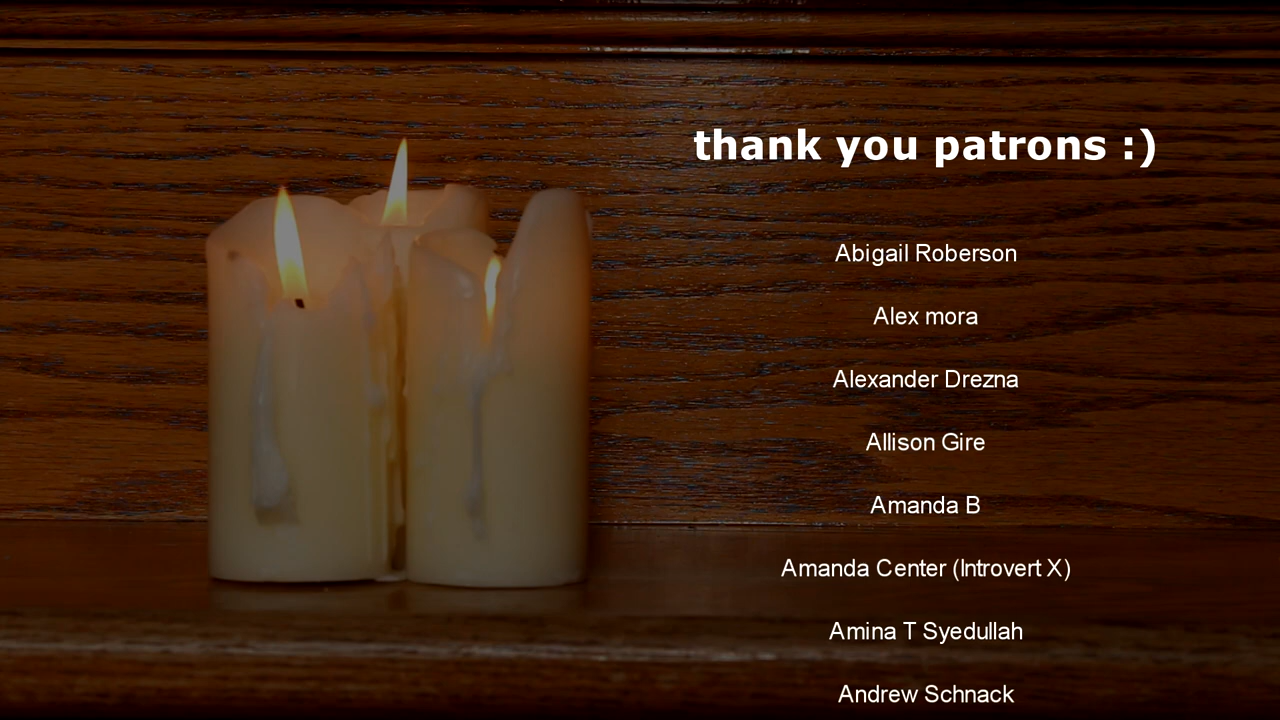 thank you patrons :)
Abigail Roberson
Alex mora
Alexander Drezna
Allison Gire
Amanda B
Amanda Center (Introvert X)
Amina T Syedullah
Andrew Schnack